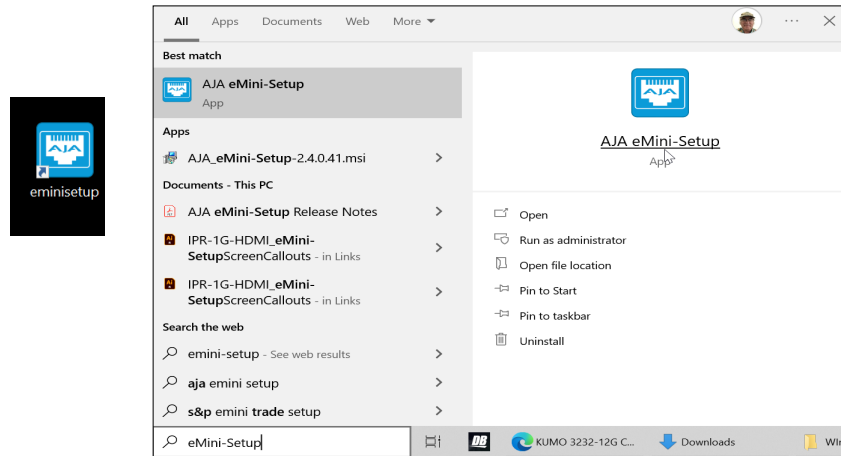 AJA
eminisetup
All Apps Documents Web More
Best match
AJA eMini-Setup
App
Apps
AJA_eMini-Setup-2.4.0.41.msi
Documents - This PC
AJA eMini-Setup Release Notes
IPR-1G-HDMI_eMini-
SetupScreenCallouts - in Links
IPR-1G-HDMI_eMini-
SetupScreenCallouts - in Links
Search the web
emini-setup - See web results
aja emini setup
s&p emini trade setup
eMini-Setup
AJA
AJA eMini-Setup
App
Open
Run as administrator
Open file location
Pin to Start
Pin to taskbar
Uninstall
DB
KUMO 3232-12G C...
Downloads
WIn